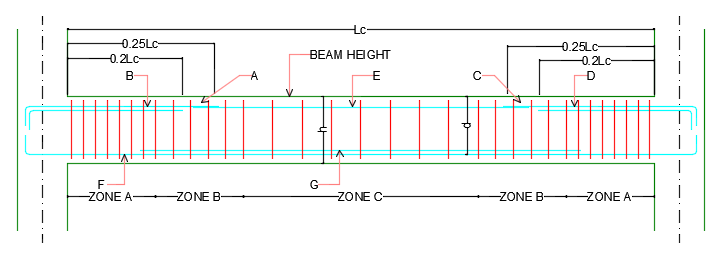 Lc
0.25Lc
0.25Lc
0.2Lc
BEAM HEIGHT
0.2Lc
B
A
E
C
D
h
d
F
G
ZONE A
ZONE B
ZONE C
ZONE B
ZONE A